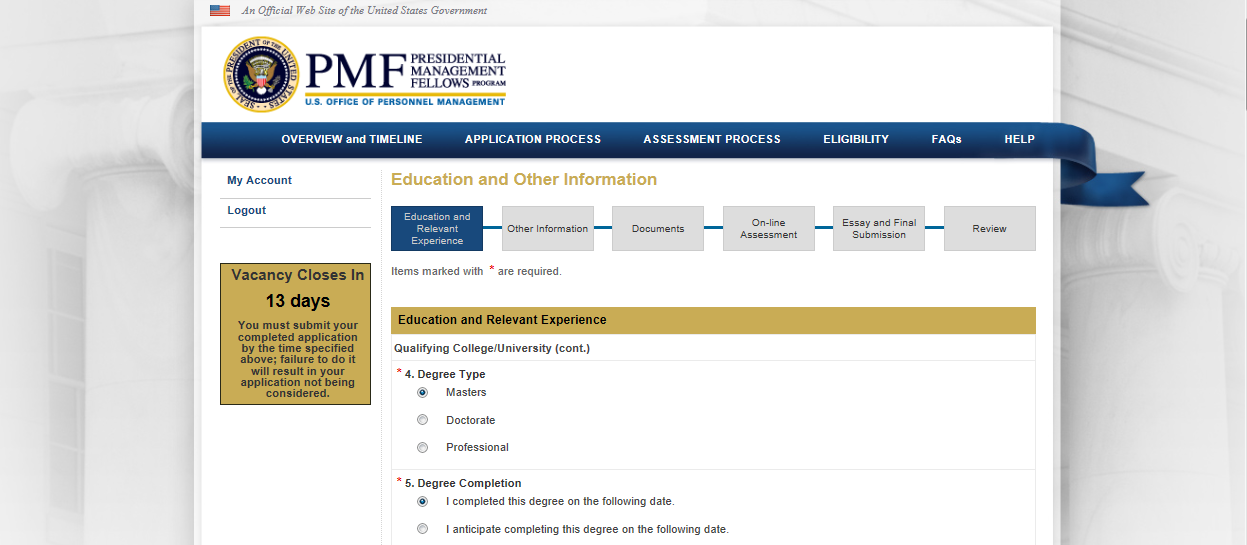 An Official Web Site of the United States Government
PMF PRESIDENTIAL
MANAGEMENT
FELLOWS PROGRAM
U.S. OFFICE OF PERSONNEL MANAGEMENT
OVERVIEW and TIMELINE APPLICATION PROCESS ASSESSMENT PROCESS ELIGIBILITY FAQs HELP
My Account
Logout
Vacancy Closes In
13 days
You must submit your
completed application
by the time specified
above; failure to do it
will result in your
application not being
considered.
Education and Other Information
Education and
Relevant
Experience
Other Information
Documents
On-line
Assessment
Essay and Final
Submission
Review
Items marked with * are required.
Education and Relevant Experience
Qualifying College/University (cont.)
* 4. Degree Type
Masters
Doctorate
Professional
* 5. Degree Completion
I completed this degree on the following date.
I anticipate completing this degree on the following date.